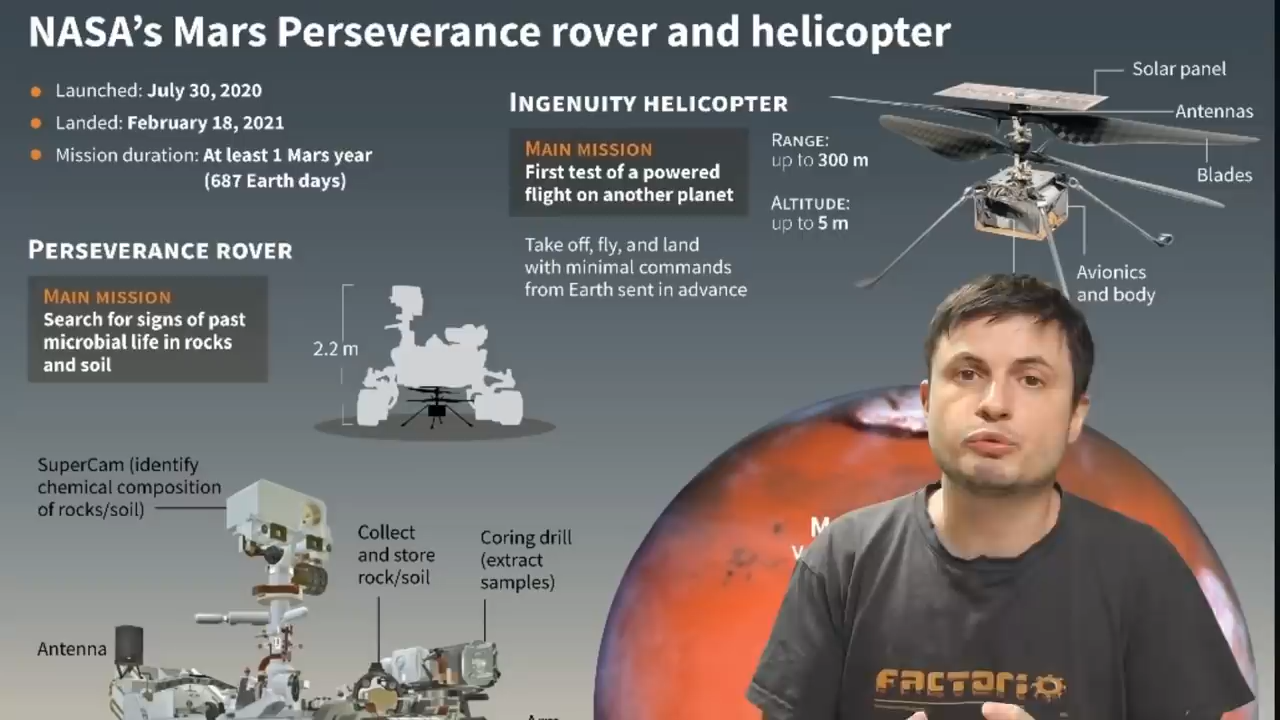 NASA's Mars Perseverance rover and helicopter
Launched: July 30, 2020
Landed: February 18, 2021
Mission duration: At least 1 Mars year
(687 Earth days)
PERSEVERANCE ROVER
MAIN MISSION
Search for signs of past
microbial life in rocks
and soil
2.2 m
SuperCam (identify
chemical composition
of rocks/soil)
Antenna
Collect
and store
rock/soil
Coring drill
(extract
samples)
INGENUITY HELICOPTER
MAIN MISSION
First test of a powered
flight on another planet
Take off, fly, and land
with minimal commands
from Earth sent in advance
RANGE:
up to 300 m
ALTITUDE:
up to 5 m
Solar panel
Antennas
Blades
Avionics
and body
FACTORIO